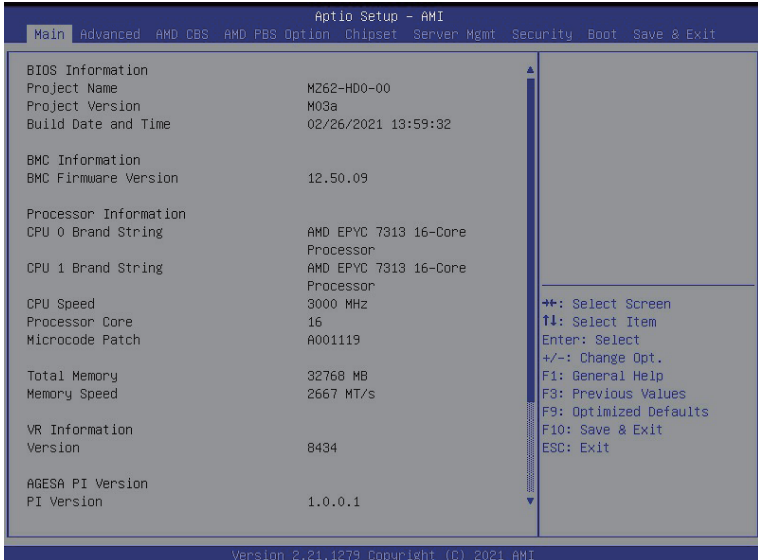 Aptio Setup - AMI
Main Advanced AMD CBS AMD PBS Option Chipset Server Mgmt Security Boot Save & Exit
BIOS Information
Project Name MZ62-HD0-00
Project Version M03a
Build Date and Time 02/26/2021 13:59:32
BMC Information
BMC Firmware Version 12.50.09
Processor Information
CPU 0 Brand String AMD EPYC 7313 16-Core
Processor
CPU 1 Brand String AMD EPYC 7313 16-Core
Processor
CPU Speed 3000 MHz
Processor Core 16
Microcode Patch A001119
Total Memory 32768 MB
Memory Speed 2667 MT/s
VR Information
Version 8434
AGESA PI Version
PI Version 1.0.0.1
→←: Select Screen
↑↓: Select Item
Enter: Select
+/-: Change Opt.
F1: General Help
F3: Previous Values
F9: Optimized Defaults
F10: Save & Exit
ESC: Exit
Version 2.21.1279 Copyright (C) 2021 AMI